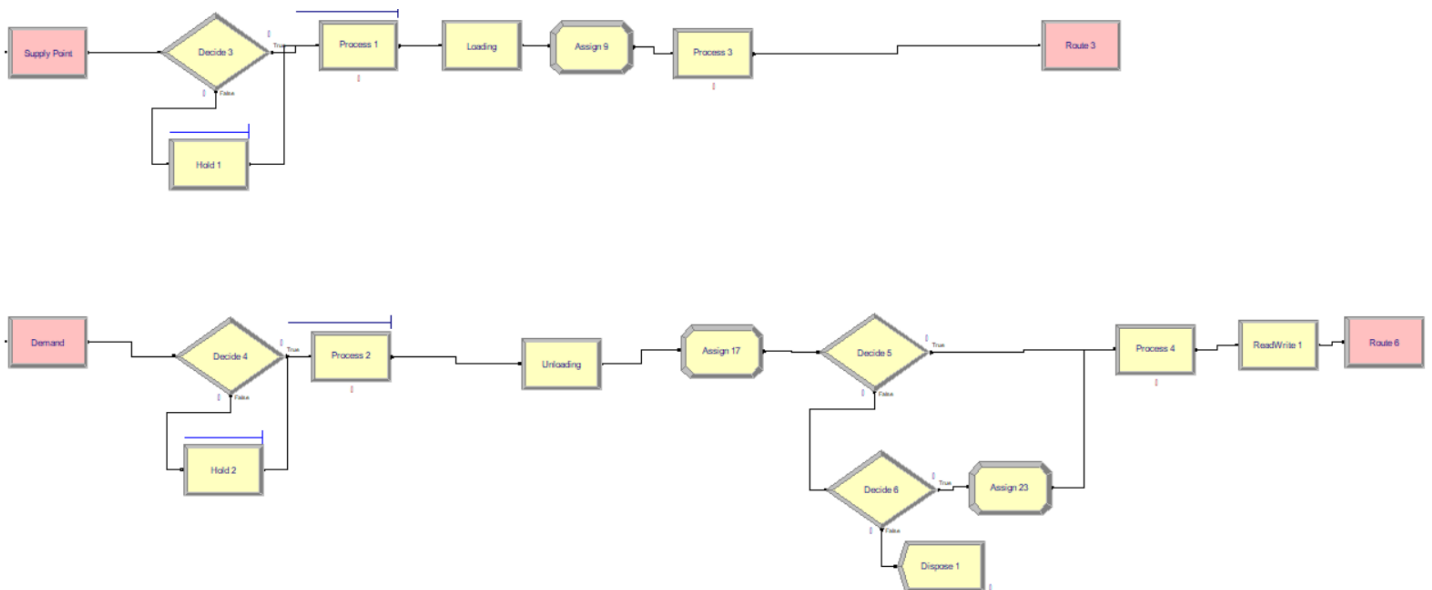 Supply Point
Decide 3
True
False
Hold 1
Process 1
Loading
Assign 9
Process 3
Route 3
Demand
Decide 4
True
False
Hold 2
Process 2
Unloading
Assign 17
Decide 5
True
False
Decide 6
True
False
Assign 23
Dispose 1
Process 4
ReadWrite 1
Route 6